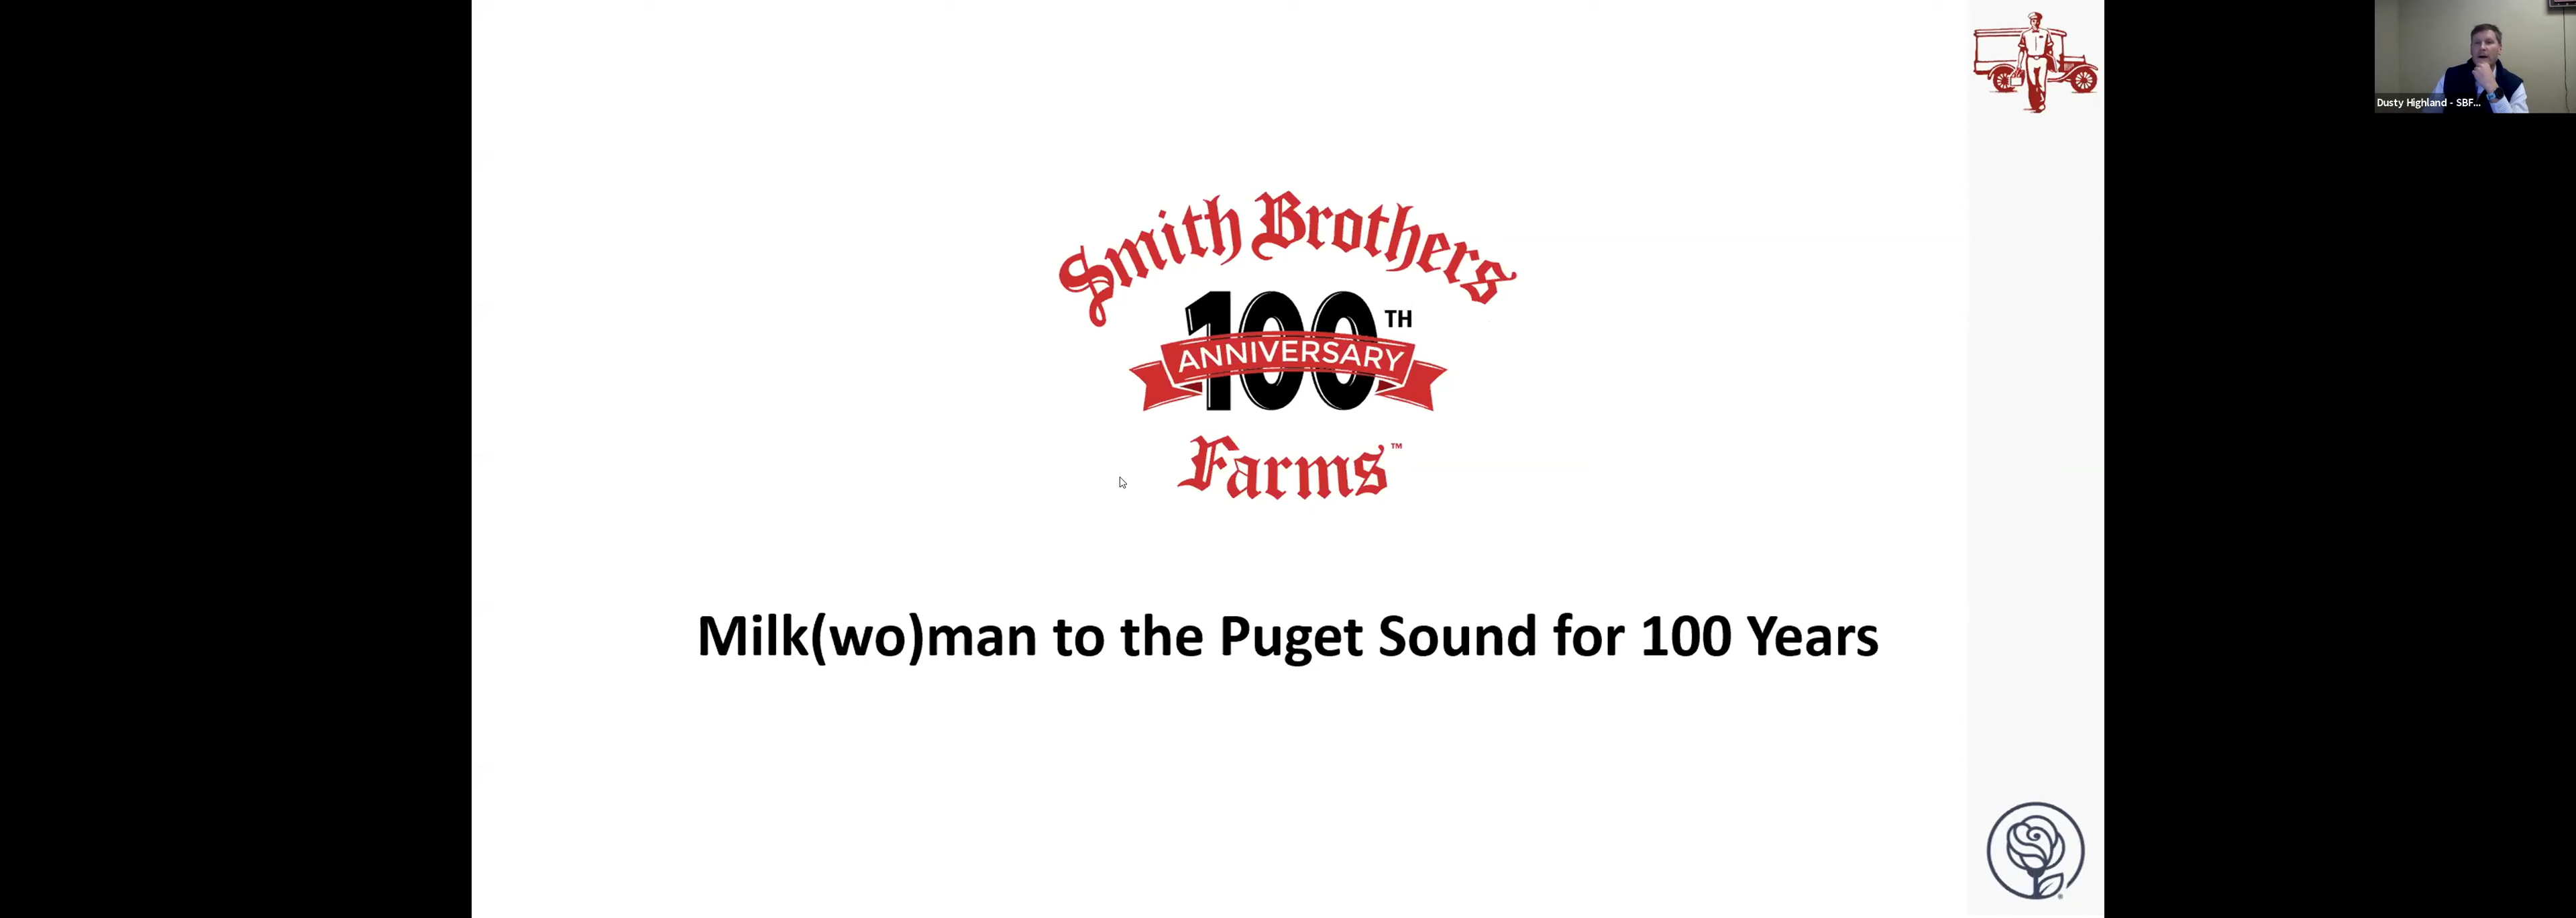 Smith Brothers
100TH
ANNIVERSARY
Farms™
Milk(wo)man to the Puget Sound for 100 Years
Dusty Highland - SBF...